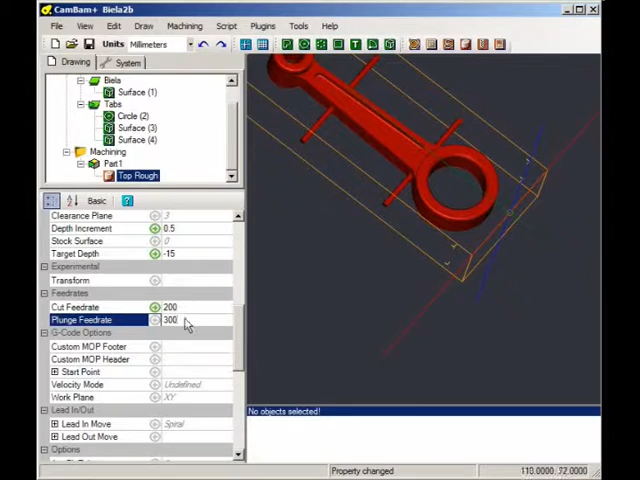 CamBam+ Biela2b
File View Edit Draw Machining Script Plugins Tools Help
Units Millimeters
Drawing System
Biela
Surface (1)
Tabs
Circle (2)
Surface (3)
Surface (4)
Machining
Part1
Top Rough
Basic
Clearance Plane 3
Depth Increment 0.5
Stock Surface 0
Target Depth -15
Experimental
Transform
Feedrates
Cut Feedrate 200
Plunge Feedrate 300
G-Code Options
Custom MOP Footer
Custom MOP Header
Start Point
Velocity Mode Undefined
Work Plane XY
Lead In/Out
Lead In Move Spiral
Lead Out Move
Options
No objects selected!
Property changed